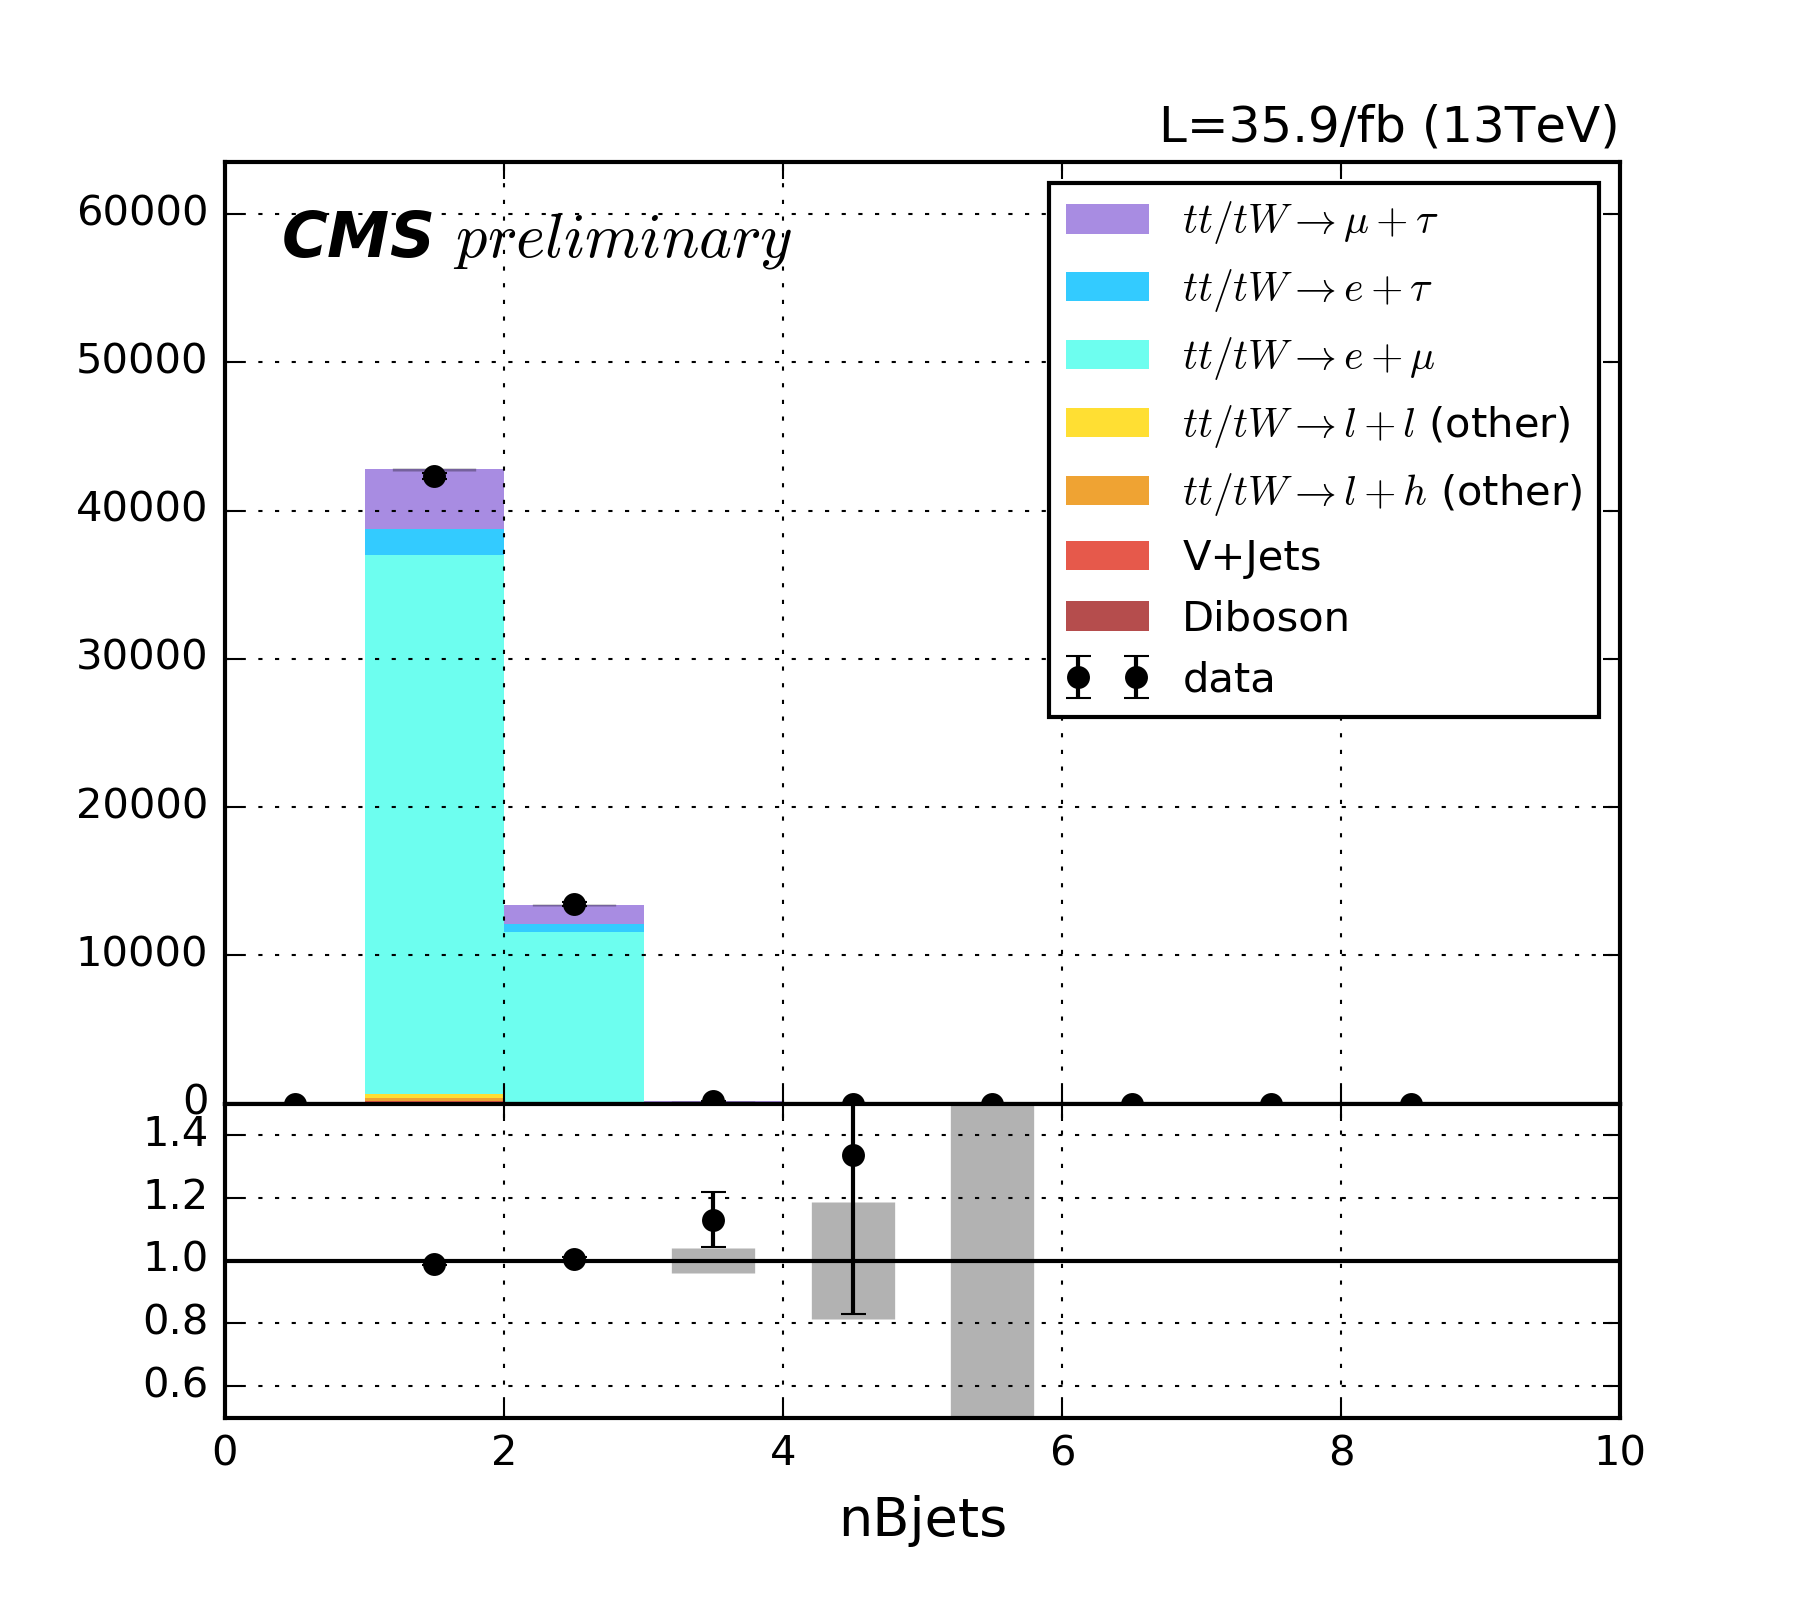 L=35.9/fb (13TeV)
CMS preliminary
60000
50000
40000
30000
20000
10000
0
tt/tW → μ + τ
tt/tW → e + τ
tt/tW → e + μ
tt/tW → l + l (other)
tt/tW → l + h (other)
V+Jets
Diboson
data
1.4
1.2
1.0
0.8
0.6
0 2 4 6 8 10
nBjets